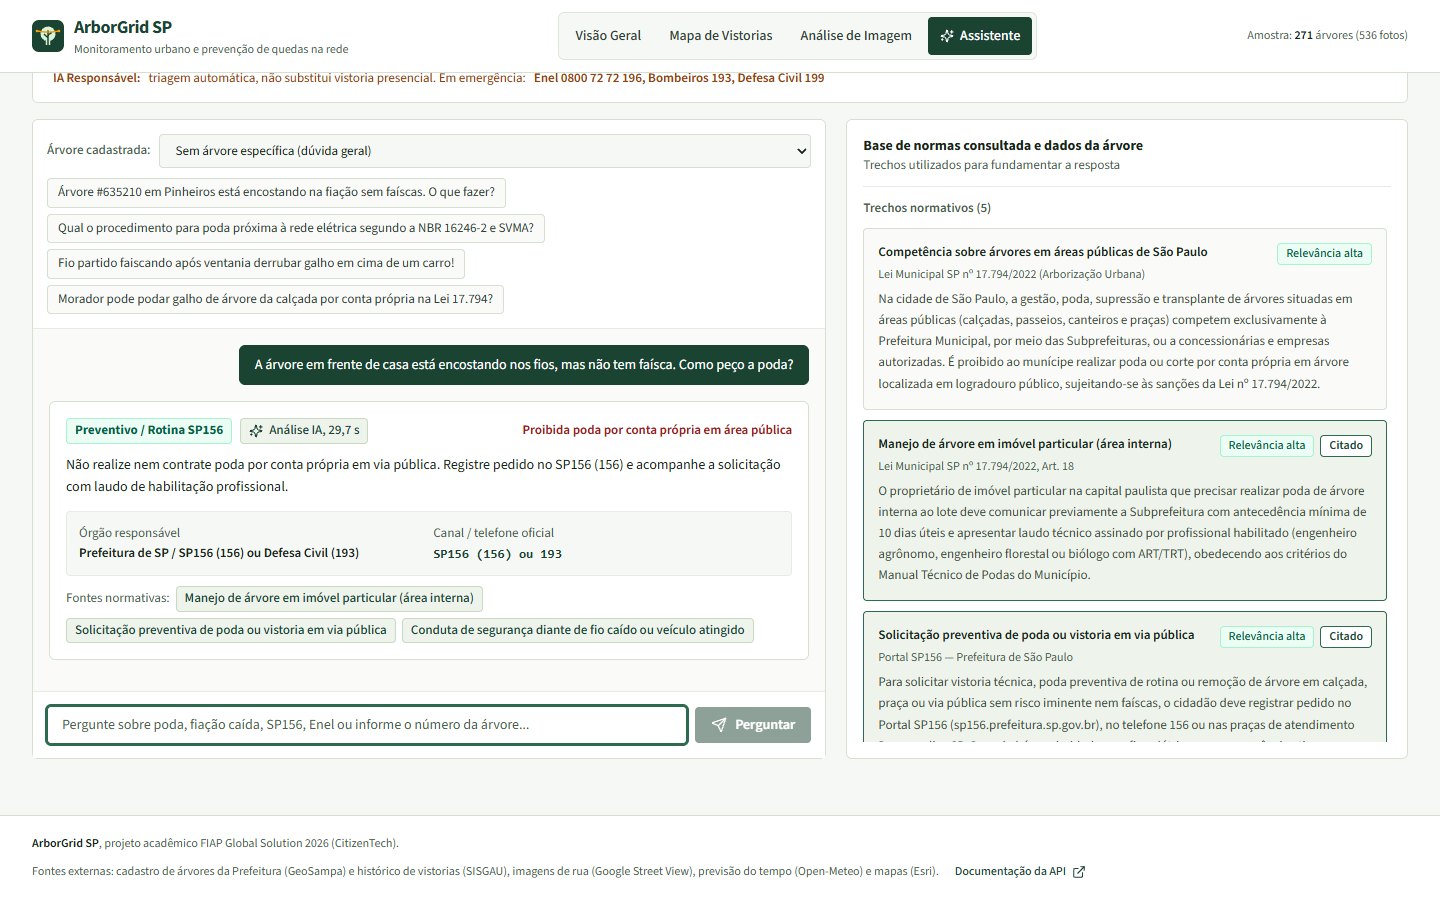 ArborGrid SP
Monitoramento urbano e prevenção de quedas na rede
Visão Geral
Mapa de Vistorias
Análise de Imagem
Assistente
Amostra: 271 árvores (536 fotos)
IA Responsável: triagem automática, não substitui vistoria presencial. Em emergência: Enel 0800 72 72 196, Bombeiros 193, Defesa Civil 199
Árvore cadastrada:
Sem árvore específica (dúvida geral)
Árvore #635210 em Pinheiros está encostando na fiação sem faíscas. O que fazer?
Qual o procedimento para poda próxima à rede elétrica segundo a NBR 16246-2 e SVMA?
Fio partido faiscando após ventania derrubar galho em cima de um carro!
Morador pode podar galho de árvore da calçada por conta própria na Lei 17.794?
A árvore em frente de casa está encostando nos fios, mas não tem faísca. Como peço a poda?
Preventivo / Rotina SP156
Análise IA, 29,7 s
Proibida poda por conta própria em área pública
Não realize nem contrate poda por conta própria em via pública. Registre pedido no SP156 (156) e acompanhe a solicitação
com laudo de habilitação profissional.
Órgão responsável
Prefeitura de SP / SP156 (156) ou Defesa Civil (193)
Canal / telefone oficial
SP156 (156) ou 193
Fontes normativas:
Manejo de árvore em imóvel particular (área interna)
Solicitação preventiva de poda ou vistoria em via pública
Conduta de segurança diante de fio caído ou veículo atingido
Pergunte sobre poda, fiação caída, SP156, Enel ou informe o número da árvore...
Perguntar
Base de normas consultada e dados da árvore
Trechos utilizados para fundamentar a resposta
Trechos normativos (5)
Competência sobre árvores em áreas públicas de São Paulo
Relevância alta
Lei Municipal SP nº 17.794/2022 (Arborização Urbana)
Na cidade de São Paulo, a gestão, poda, supressão e transplante de árvores situadas em
áreas públicas (calçadas, passeios, canteiros e praças) competem exclusivamente à
Prefeitura Municipal, por meio das Subprefeituras, ou a concessionárias e empresas
autorizadas. É proibido ao munícipe realizar poda ou corte por conta própria em árvore
localizada em logradouro público, sujeitando-se às sanções da Lei nº 17.794/2022.
Manejo de árvore em imóvel particular (área interna)
Relevância alta
Citado
Lei Municipal SP nº 17.794/2022, Art. 18
O proprietário de imóvel particular na capital paulista que precisar realizar poda de árvore
interna ao lote deve comunicar previamente a Subprefeitura com antecedência mínima de
10 dias úteis e apresentar laudo técnico assinado por profissional habilitado (engenheiro
agrônomo, engenheiro florestal ou biólogo com ART/TRT), obedecendo aos critérios do
Manual Técnico de Podas do Município.
Solicitação preventiva de poda ou vistoria em via pública
Relevância alta
Citado
Portal SP156 — Prefeitura de São Paulo
Para solicitar vistoria técnica, poda preventiva de rotina ou remoção de árvore em calçada,
praça ou via pública sem risco iminente nem faíscas, o cidadão deve registrar pedido no
Portal SP156 (sp156.prefeitura.sp.gov.br), no telefone 156 ou nas praças de atendimento
ArborGrid SP, projeto acadêmico FIAP Global Solution 2026 (CitizenTech).
Fontes externas: cadastro de árvores da Prefeitura (GeoSampa) e histórico de vistorias (SISGAU), imagens de rua (Google Street View), previsão do tempo (Open-Meteo) e mapas (Esri).
Documentação da API